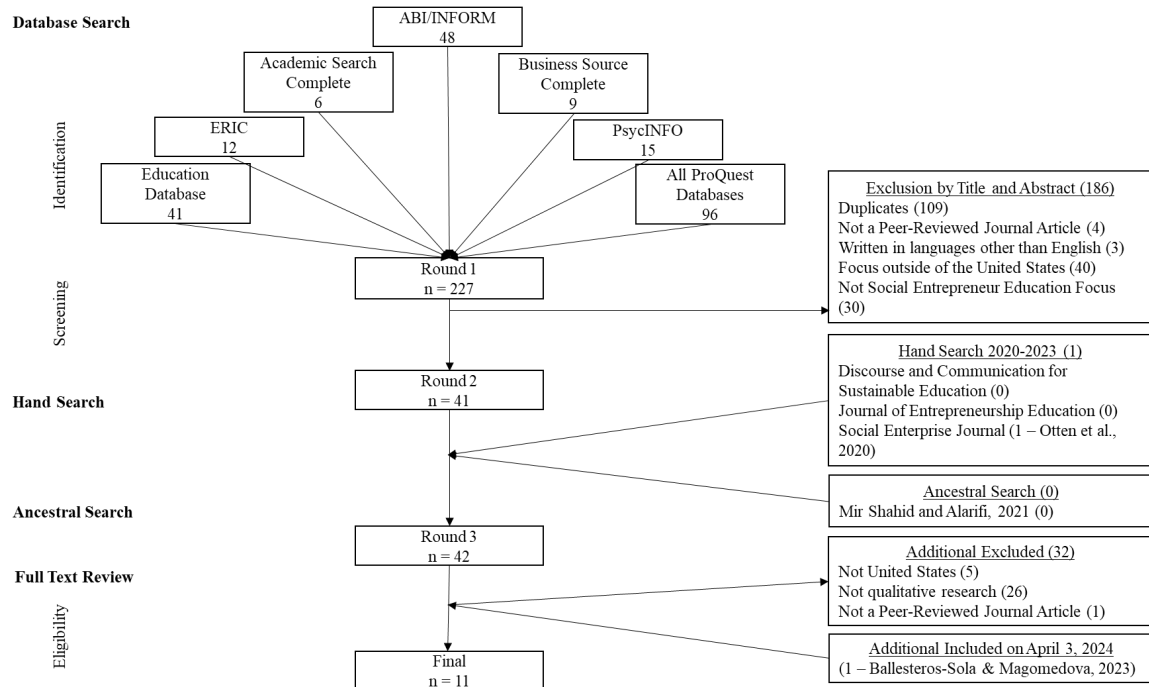 Database Search
ABI/INFORM
48
Academic Search
Complete
6
Business Source
Complete
9
Identification
ERIC
12
PsycINFO
15
Education
Database
41
All ProQuest
Databases
96
Round 1
n = 227
Screening
Exclusion by Title and Abstract (186)
Duplicates (109)
Not a Peer-Reviewed Journal Article (4)
Written in languages other than English (3)
Focus outside of the United States (40)
Not Social Entrepreneur Education Focus
(30)
Round 2
n = 41
Hand Search
Hand Search 2020-2023 (1)
Discourse and Communication for
Sustainable Education (0)
Journal of Entrepreneurship Education (0)
Social Enterprise Journal (1 – Otten et al.,
2020)
Ancestral Search
Ancestral Search (0)
Mir Shahid and Alarifi, 2021 (0)
Round 3
n = 42
Full Text Review
Eligibility
Additional Excluded (32)
Not United States (5)
Not qualitative research (26)
Not a Peer-Reviewed Journal Article (1)
Additional Included on April 3, 2024
(1 – Ballesteros-Sola & Magomedova, 2023)
Final
n = 11